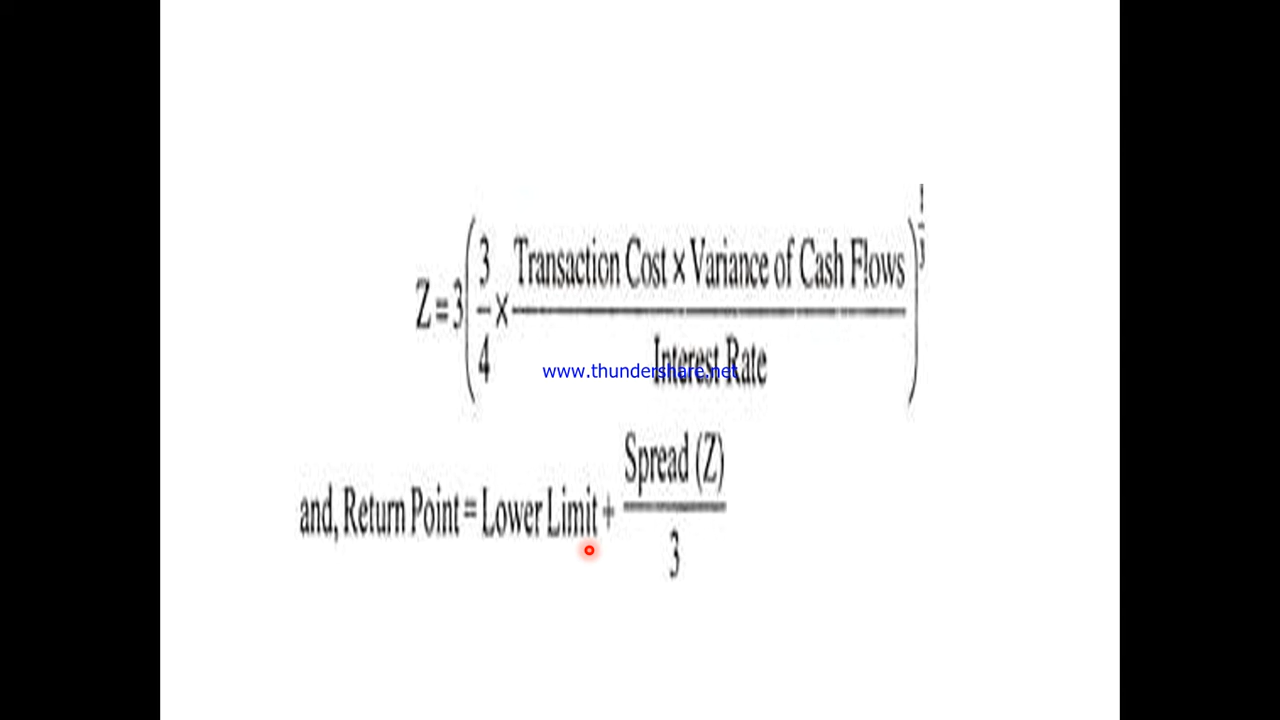 Z = 3 ( 3/4 × Transaction Cost × Variance of Cash Flows / Interest Rate )^1/3
www.thundershare.net
and, Return Point = Lower Limit + Spread (Z) / 3